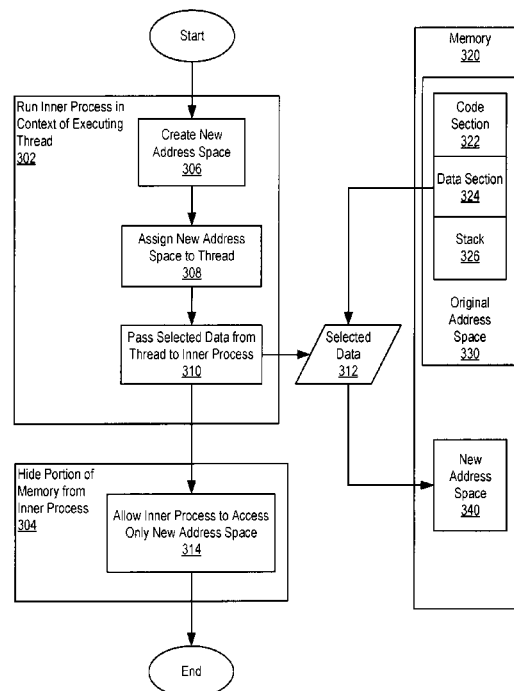 Start
Run Inner Process in
Context of Executing
Thread
302
Create New
Address Space
306
Assign New Address
Space to Thread
308
Pass Selected Data from
Thread to Inner Process
310
Selected
Data
312
Memory
320
Code
Section
322
Data Section
324
Stack
326
Original
Address
Space
330
New
Address
Space
340
Hide Portion of
Memory from
Inner Process
304
Allow Inner Process to Access
Only New Address Space
314
End